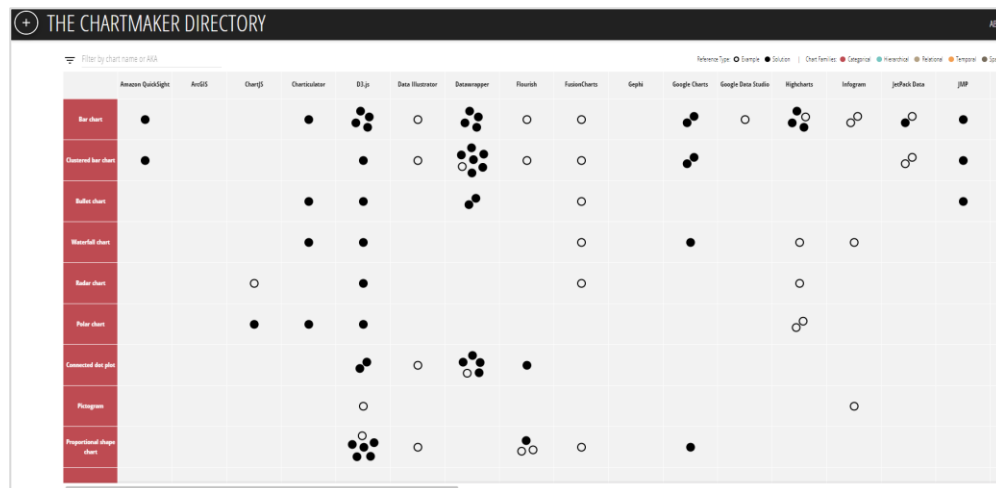 THE CHARTMAKER DIRECTORY
Filter by chart name or AKA
Reference Type: Example Solution | Chart Families: Categorical Hierarchical Relational Temporal
Amazon QuickSight ArcGIS ChartJS Charticulator D3.js Data Illustrator Datawrapper Flourish FusionCharts Gephi Google Charts Google Data Studio Highcharts Infogram JetPack Data JMP
Bar chart
Clustered bar chart
Bullet chart
Waterfall chart
Radar chart
Polar chart
Connected dot plot
Pictogram
Proportional shape
chart